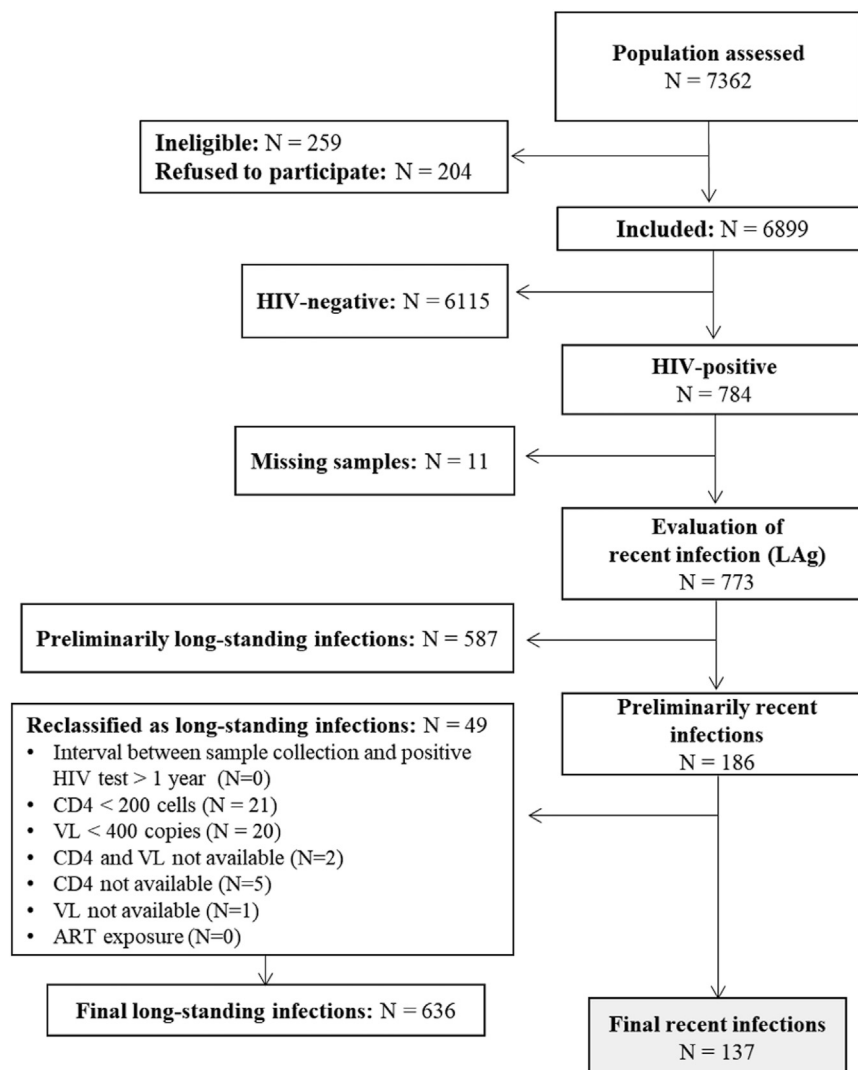 Population assessed
N = 7362
Ineligible: N = 259
Refused to participate: N = 204
Included: N = 6899
HIV-negative: N = 6115
HIV-positive
N = 784
Missing samples: N = 11
Evaluation of
recent infection (LAg)
N = 773
Preliminarily long-standing infections: N = 587
Preliminarily recent
infections
N = 186
Reclassified as long-standing infections: N = 49
• Interval between sample collection and positive
HIV test > 1 year (N=0)
• CD4 < 200 cells (N = 21)
• VL < 400 copies (N = 20)
• CD4 and VL not available (N=2)
• CD4 not available (N=5)
• VL not available (N=1)
• ART exposure (N=0)
Final long-standing infections: N = 636
Final recent infections
N = 137